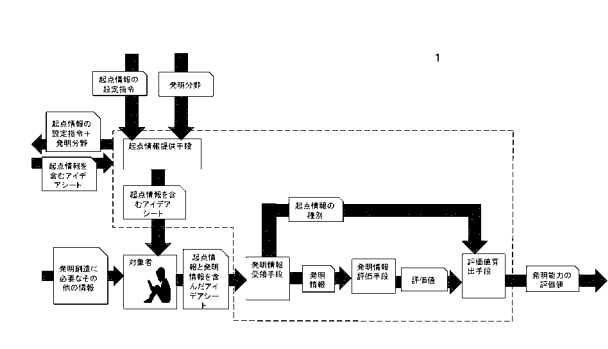 1
起点情報の
設定指令
発明分野
起点情報の
設定指令＋
発明分野
起点情報を
含むアイデ
アシート
起点情報提供手段
起点情報を含
むアイデア
シート
起点情報の
種別
発明創造に
必要なその
他の情報
対象者
起点情
報と発明
情報を含
んだアイ
デアシー
ト
発明情報
受領手段
発明
情報
発明情報
評価手段
評価値
評価値算
出手段
発明能力の
評価値